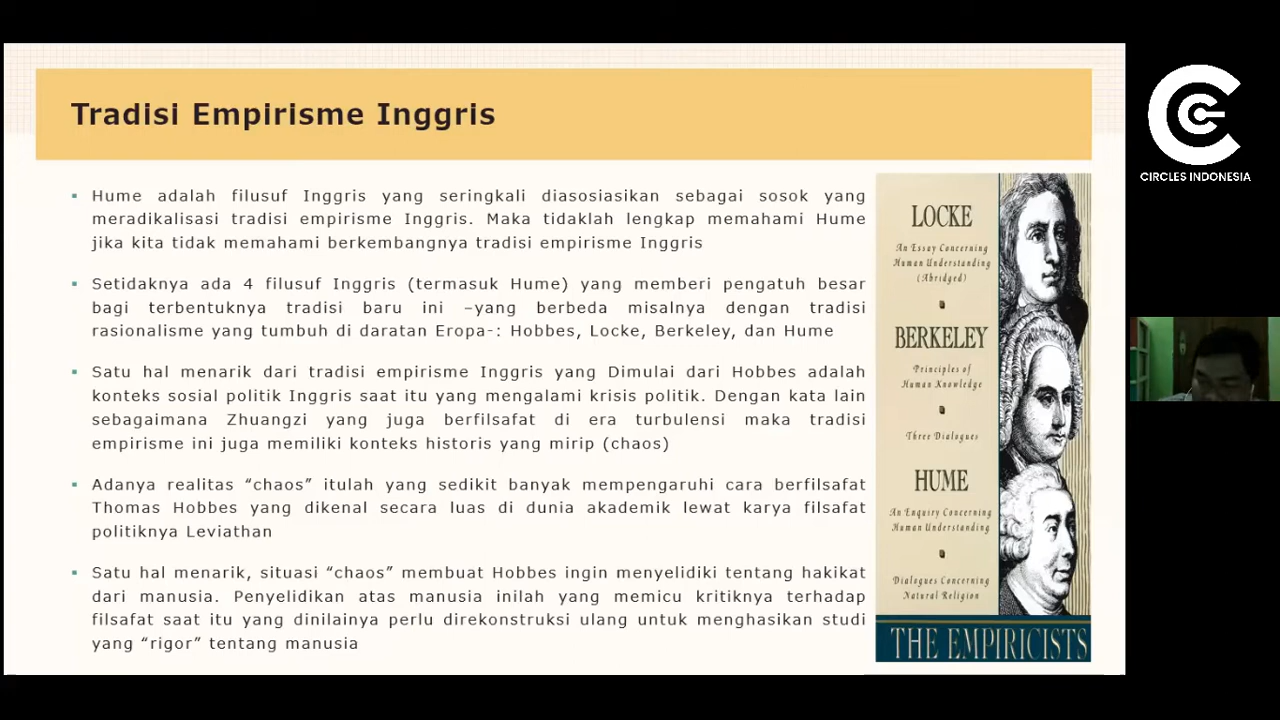 Tradisi Empirisme Inggris
Hume adalah filusuf Inggris yang seringkali diasosiasikan sebagai sosok yang
meradikalisasi tradisi empirisme Inggris. Maka tidaklah lengkap memahami Hume
jika kita tidak memahami berkembangnya tradisi empirisme Inggris
Setidaknya ada 4 filusuf Inggris (termasuk Hume) yang memberi pengatuh besar
bagi terbentuknya tradisi baru ini –yang berbeda misalnya dengan tradisi
rasionalisme yang tumbuh di daratan Eropa-: Hobbes, Locke, Berkeley, dan Hume
Satu hal menarik dari tradisi empirisme Inggris yang Dimulai dari Hobbes adalah
konteks sosial politik Inggris saat itu yang mengalami krisis politik. Dengan kata lain
sebagaimana Zhuangzi yang juga berfilsafat di era turbulensi maka tradisi
empirisme ini juga memiliki konteks historis yang mirip (chaos)
Adanya realitas “chaos” itulah yang sedikit banyak mempengaruhi cara berfilsafat
Thomas Hobbes yang dikenal secara luas di dunia akademik lewat karya filsafat
politiknya Leviathan
Satu hal menarik, situasi “chaos” membuat Hobbes ingin menyelidiki tentang hakikat
dari manusia. Penyelidikan atas manusia inilah yang memicu kritiknya terhadap
filsafat saat itu yang dinilainya perlu direkonstruksi ulang untuk menghasikan studi
yang “rigor” tentang manusia
LOCKE
An Essay Concerning
Human Understanding
(Abridged)
BERKELEY
Principles of
Human Knowledge
Three Dialogues
HUME
An Enquiry Concerning
Human Understanding
Dialogues Concerning
Natural Religion
THE EMPIRICISTS
CIRCLES INDONESIA